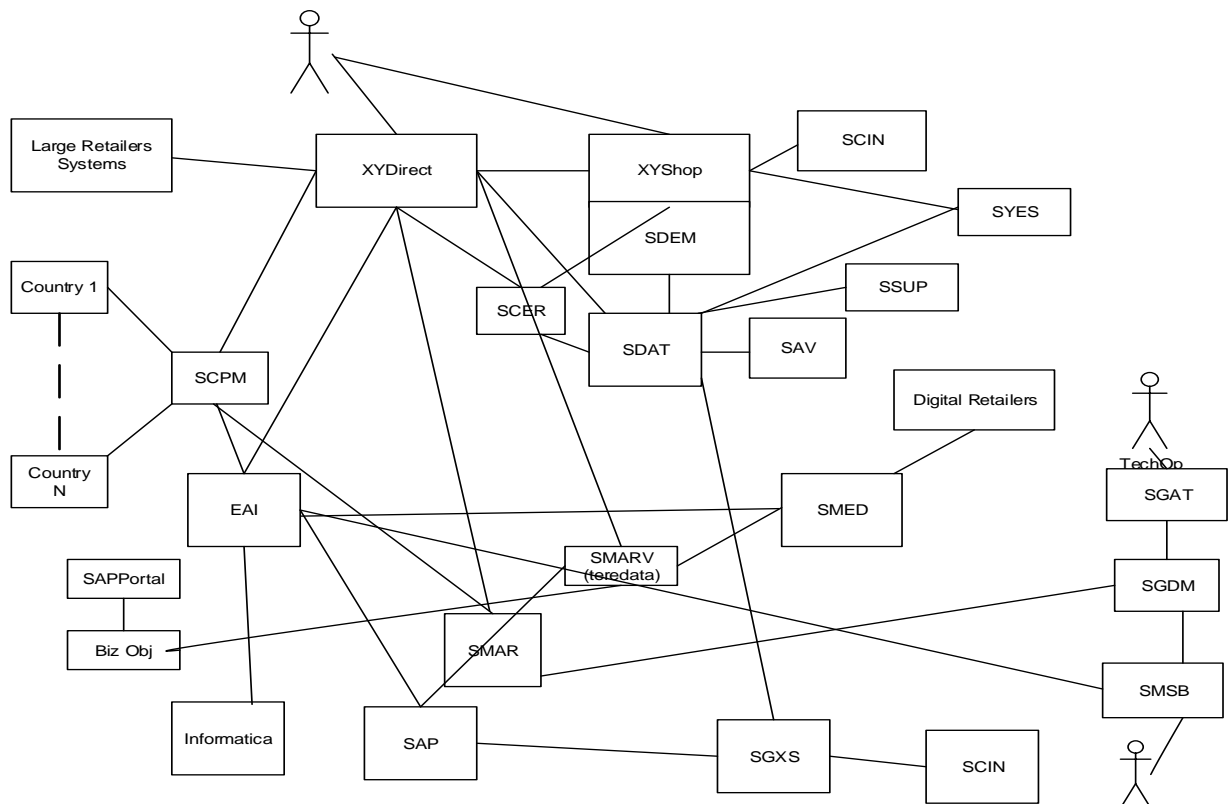 SCIN
Large Retailers
Systems
XYDirect
XYShop
SYES
SDEM
Country 1
SSUP
SCER
SDAT
SAV
SCPM
Digital Retailers
TechOp
Country
N
EAI
SMED
SGAT
SMARV
(teredata)
SAPPortal
SGDM
Biz Obj
SMAR
SMSB
Informatica
SAP
SGXS
SCIN